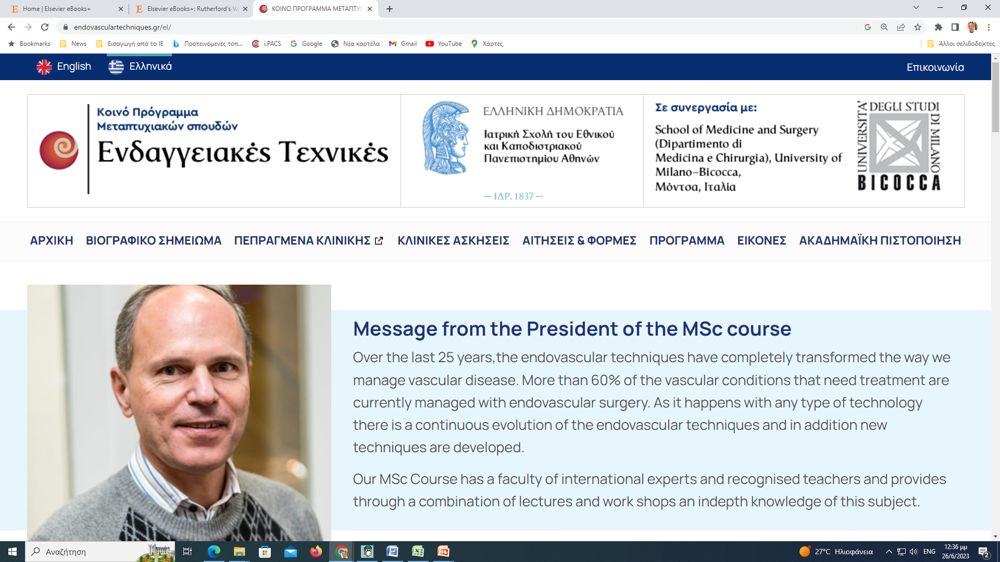 Home | Elsevier eBooks+
Elsevier eBooks+: Rutherford's Va
ΚΟΙΝΟ ΠΡΟΓΡΑΜΜΑ ΜΕΤΑΠΤΥΧ
endovasculartechniques.gr/el/
Bookmarks
News
Εισαγωγή από το IE
Προτεινόμενες τοπ...
i.PACS
Google
Νέα καρτέλα
Gmail
YouTube
Χάρτες
Άλλοι σελιδοδείκτες
English
Ελληνικά
Επικοινωνία
Κοινό Πρόγραμμα
Μεταπτυχιακών σπουδών
Ενδαγγειακές Τεχνικές
ΕΛΛΗΝΙΚΗ ΔΗΜΟΚΡΑΤΙΑ
Ιατρική Σχολή του Εθνικού
και Καποδιστριακού
Πανεπιστημίου Αθηνών
— ΙΔΡ. 1837 —
Σε συνεργασία με:
School of Medicine and Surgery
(Dipartimento di
Medicina e Chirurgia), University of
Milano–Bicocca,
Μόντσα, Ιταλία
UNIVERSITA'
DEGLI STUDI
DI MILANO
BICOCCA
ΑΡΧΙΚΗ
ΒΙΟΓΡΑΦΙΚΟ ΣΗΜΕΙΩΜΑ
ΠΕΠΡΑΓΜΕΝΑ ΚΛΙΝΙΚΗΣ
ΚΛΙΝΙΚΕΣ ΑΣΚΗΣΕΙΣ
ΑΙΤΗΣΕΙΣ & ΦΟΡΜΕΣ
ΠΡΟΓΡΑΜΜΑ
ΕΙΚΟΝΕΣ
ΑΚΑΔΗΜΑΪΚΗ ΠΙΣΤΟΠΟΙΗΣΗ
Message from the President of the MSc course
Over the last 25 years,the endovascular techniques have completely transformed the way we
manage vascular disease. More than 60% of the vascular conditions that need treatment are
currently managed with endovascular surgery. As it happens with any type of technology
there is a continuous evolution of the endovascular techniques and in addition new
techniques are developed.
Our MSc Course has a faculty of international experts and recognised teachers and provides
through a combination of lectures and work shops an indepth knowledge of this subject.
Αναζήτηση
27°C Ηλιοφάνεια
ENG
12:36 μμ
26/6/2023
2